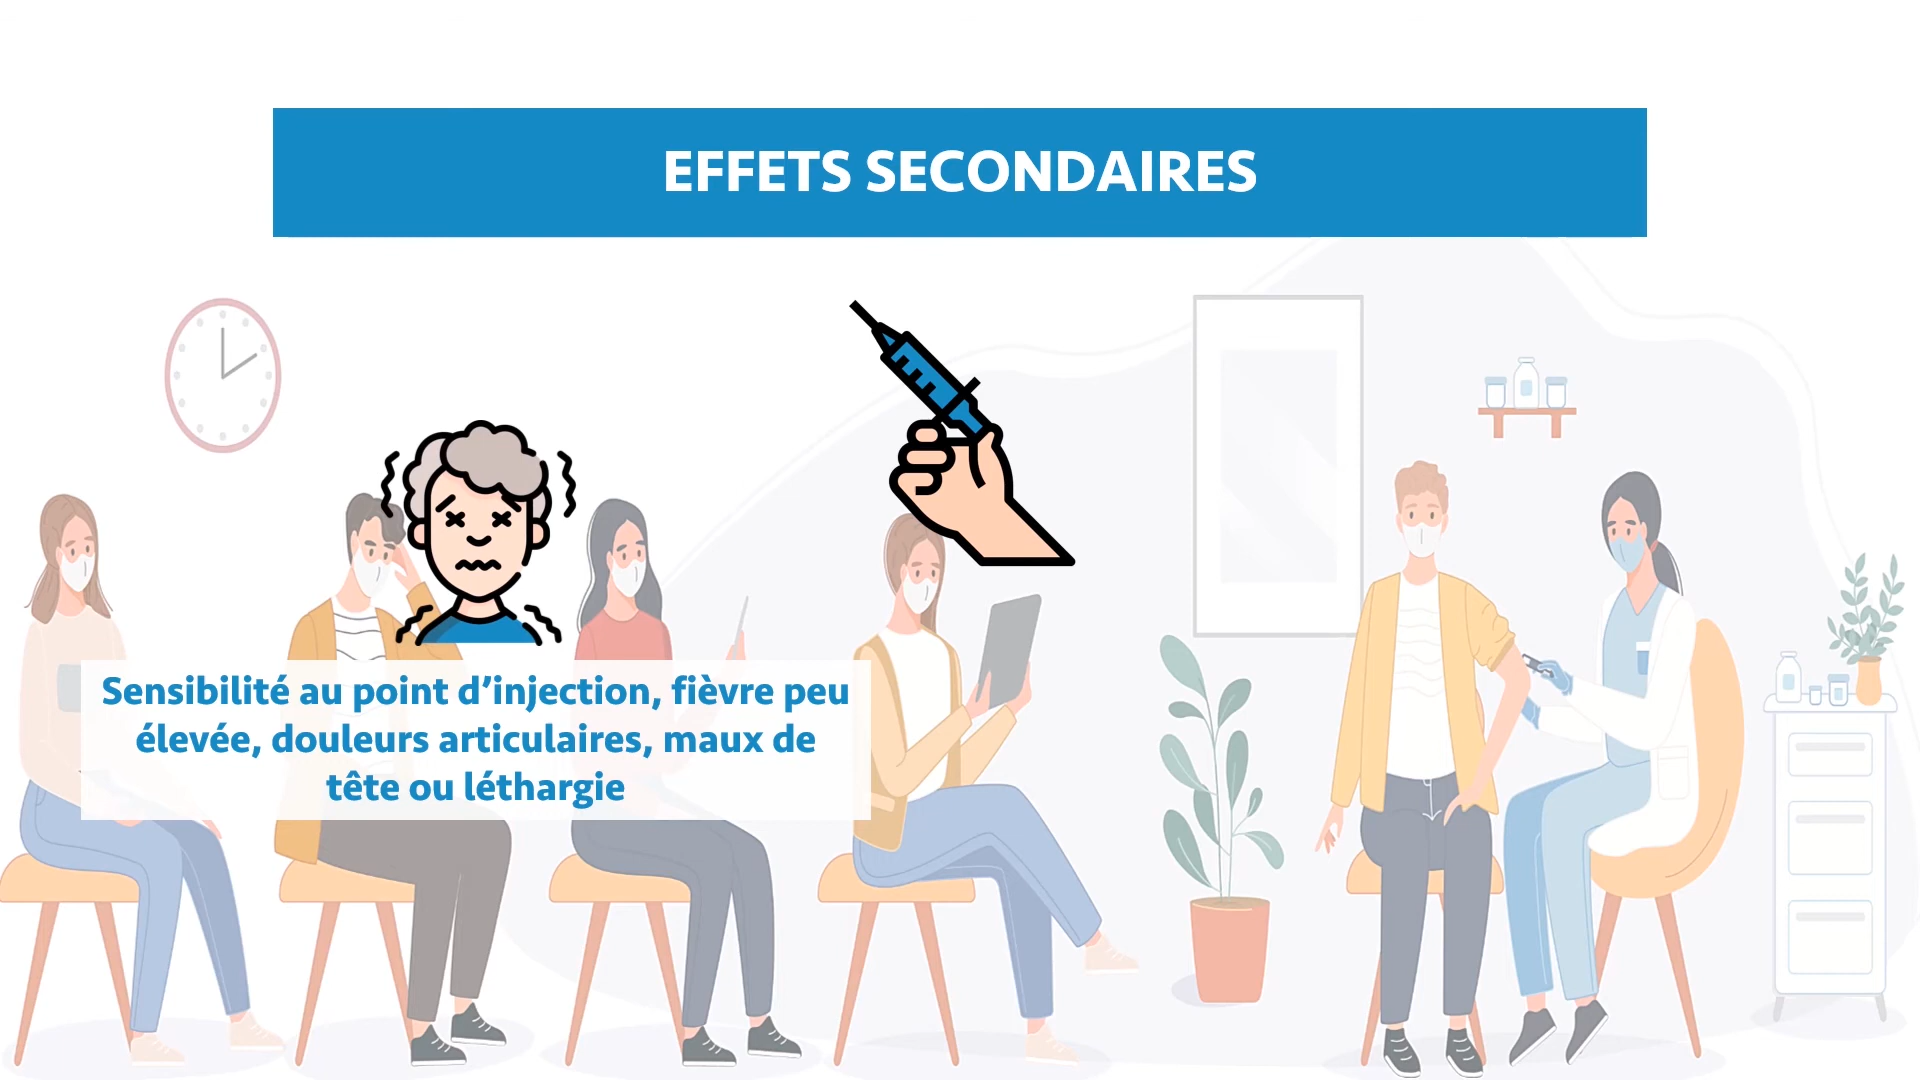 EFFETS SECONDAIRES
Sensibilité au point d’injection, fièvre peu
élevée, douleurs articulaires, maux de
tête ou léthargie